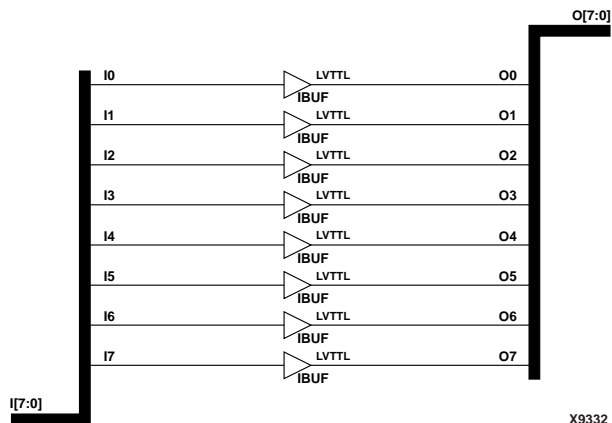 O[7:0]
I0 LVTTL O0
IBUF
I1 LVTTL O1
IBUF
I2 LVTTL O2
IBUF
I3 LVTTL O3
IBUF
I4 LVTTL O4
IBUF
I5 LVTTL O5
IBUF
I6 LVTTL O6
IBUF
I7 LVTTL O7
IBUF
I[7:0]
X9332